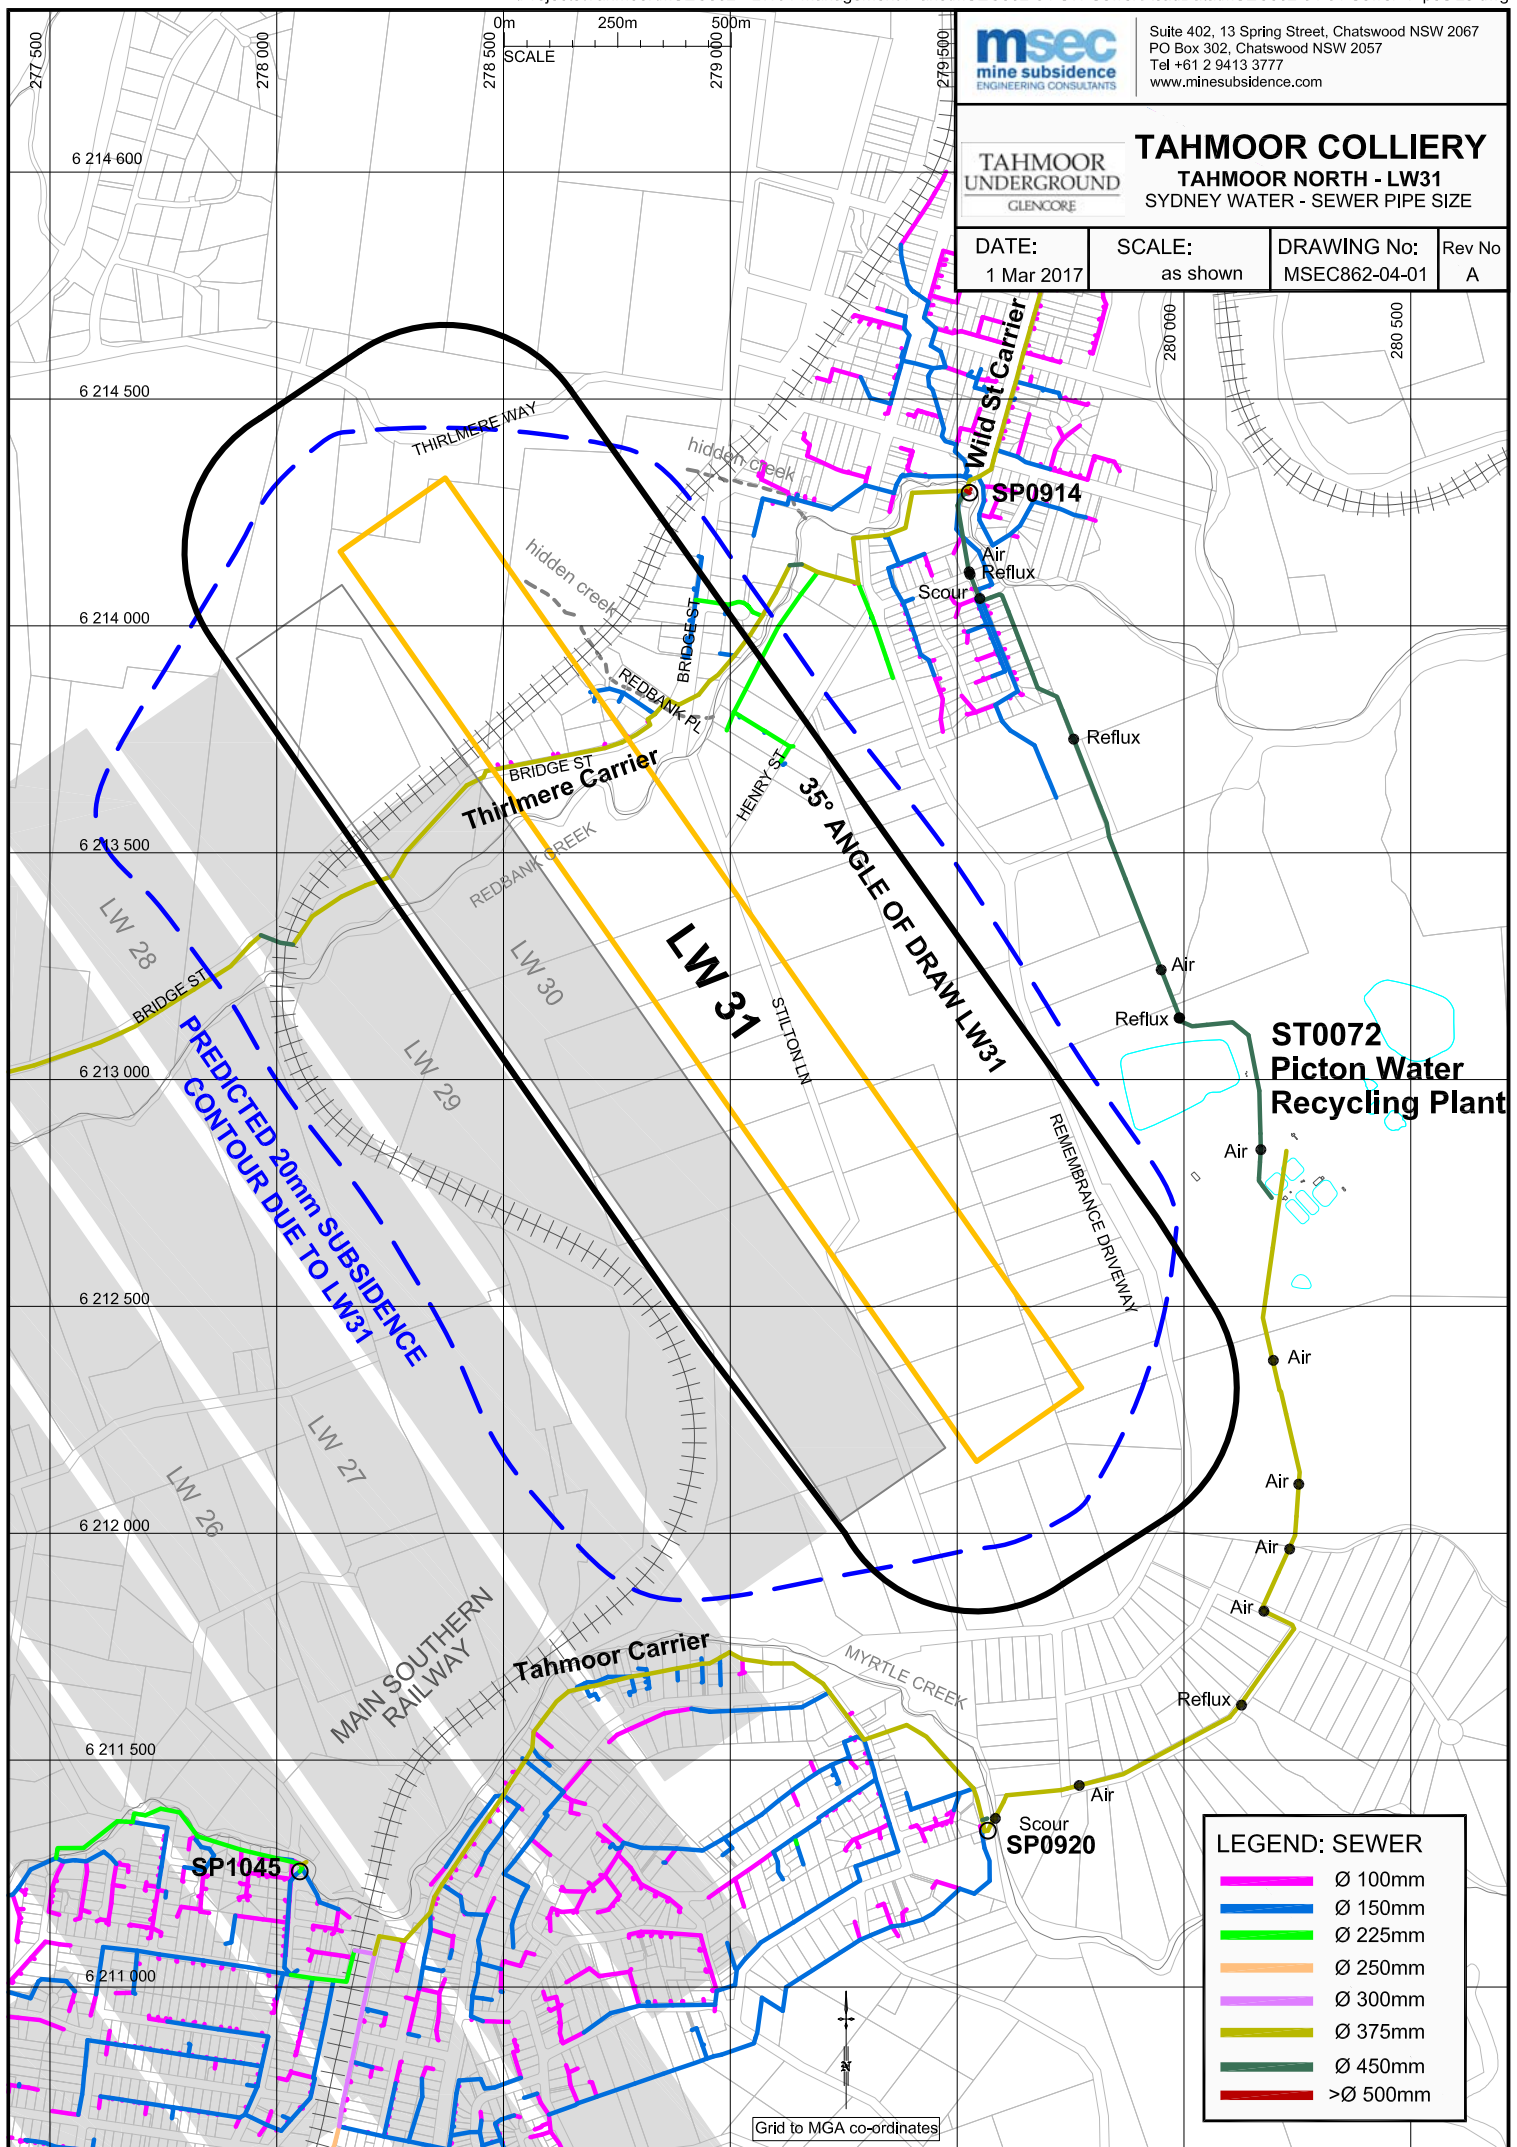 277 500
278 000
278 500
279 000
279 500
280 000
280 500
0m 250m 500m
SCALE
msec
mine subsidence
ENGINEERING CONSULTANTS
Suite 402, 13 Spring Street, Chatswood NSW 2067
PO Box 302, Chatswood NSW 2057
Tel +61 2 9413 3777
www.minesubsidence.com
TAHMOOR
UNDERGROUND
GLENCORE
TAHMOOR COLLIERY
TAHMOOR NORTH - LW31
SYDNEY WATER - SEWER PIPE SIZE
DATE:
1 Mar 2017
SCALE:
as shown
DRAWING No:
MSEC862-04-01
Rev No
A
6 214 600
6 214 500
6 214 000
6 213 500
6 213 000
6 212 500
6 212 000
6 211 500
6 211 000
THIRLMERE WAY
hidden creek
hidden creek
Wild St Carrier
SP0914
Air
Reflux
Scour
BRIDGE ST
REDBANK PL
BRIDGE ST
Thirlmere Carrier
HENRY ST
REDBANK CREEK
35° ANGLE OF DRAW LW31
Reflux
LW 28
LW 30
LW 31
BRIDGE ST
STILTON LN
Air
Reflux
ST0072
Picton Water
Recycling Plant
LW 29
PREDICTED 20mm SUBSIDENCE
CONTOUR DUE TO LW31
REMEMBRANCE DRIVEWAY
Air
Air
LW 27
LW 26
Air
Air
Air
MAIN SOUTHERN
RAILWAY
Tahmoor Carrier
MYRTLE CREEK
Reflux
Air
Scour
SP0920
SP1045
LEGEND: SEWER
Ø 100mm
Ø 150mm
Ø 225mm
Ø 250mm
Ø 300mm
Ø 375mm
Ø 450mm
>Ø 500mm
N
Grid to MGA co-ordinates